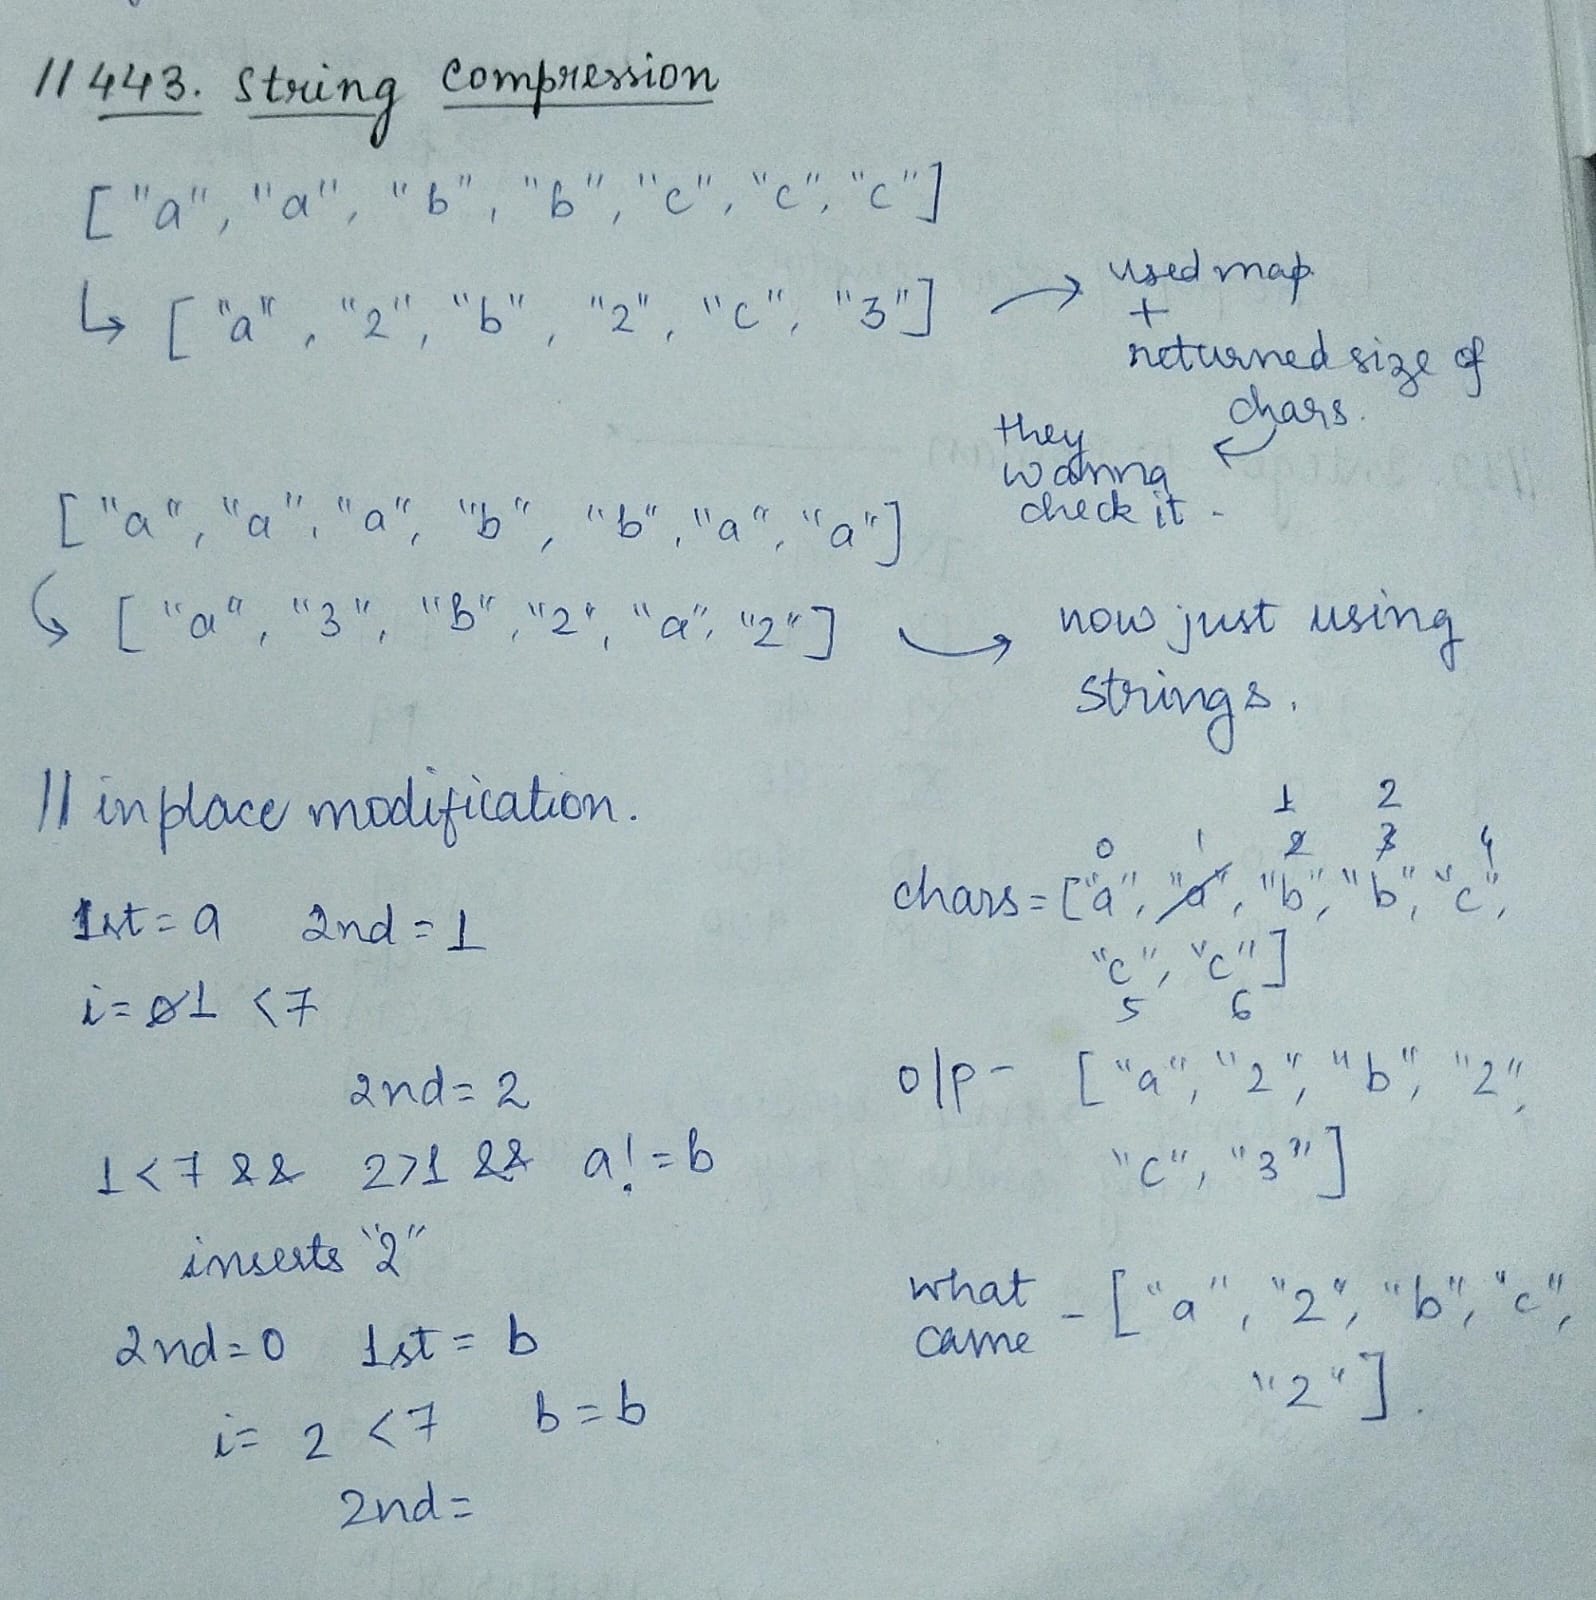 //443. String Compression
["a", "a", "b", "b", "c", "c", "c"]
↳ ["a", "2", "b", "2", "c", "3"] → used map
+
returned size of
chars.
they
wanna
check it -
["a", "a", "a", "b", "b", "a", "a"]
↳ ["a", "3", "b", "2", "a", "2"] → now just using
strings.
// inplace modification.
1st = a 2nd = 1
i = 0 1 < 7
2nd = 2
1 < 7 && 2>1 && a! = b
inserts "2"
2nd = 0 1st = b
i = 2 < 7 b = b
2nd =
1 2
0 1 2 3 4
chars = ["a", "a", "b", "b", "c",
"c", "c"]
5 6
o/p - ["a", "2", "b", "2",
"c", "3"]
what
came - ["a", "2", "b", "c",
"2"].